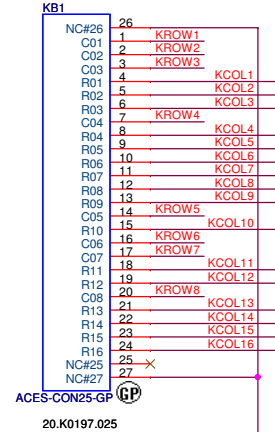 KB1
NC#26 26
C01 1 KROW1
C02 2 KROW2
C03 3 KROW3
R01 4 KCOL1
R02 5 KCOL2
R03 6 KCOL3
C04 7 KROW4
R04 8 KCOL4
R05 9 KCOL5
R06 10 KCOL6
R07 11 KCOL7
R08 12 KCOL8
R09 13 KCOL9
C05 14 KROW5
R10 15 KCOL10
C06 16 KROW6
C07 17 KROW7
R11 18 KCOL11
R12 19 KCOL12
C08 20 KROW8
R13 21 KCOL13
R14 22 KCOL14
R15 23 KCOL15
R16 24 KCOL16
NC#25 25
NC#27 27
ACES-CON25-GP GP
20.K0197.025